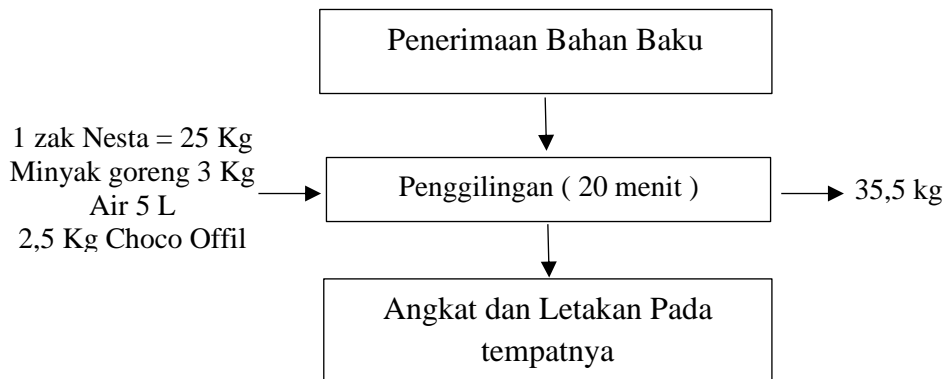 Penerimaan Bahan Baku
1 zak Nesta = 25 Kg
Minyak goreng 3 Kg
Air 5 L
2,5 Kg Choco Offil
Penggilingan ( 20 menit )
35,5 kg
Angkat dan Letakan Pada
tempatnya